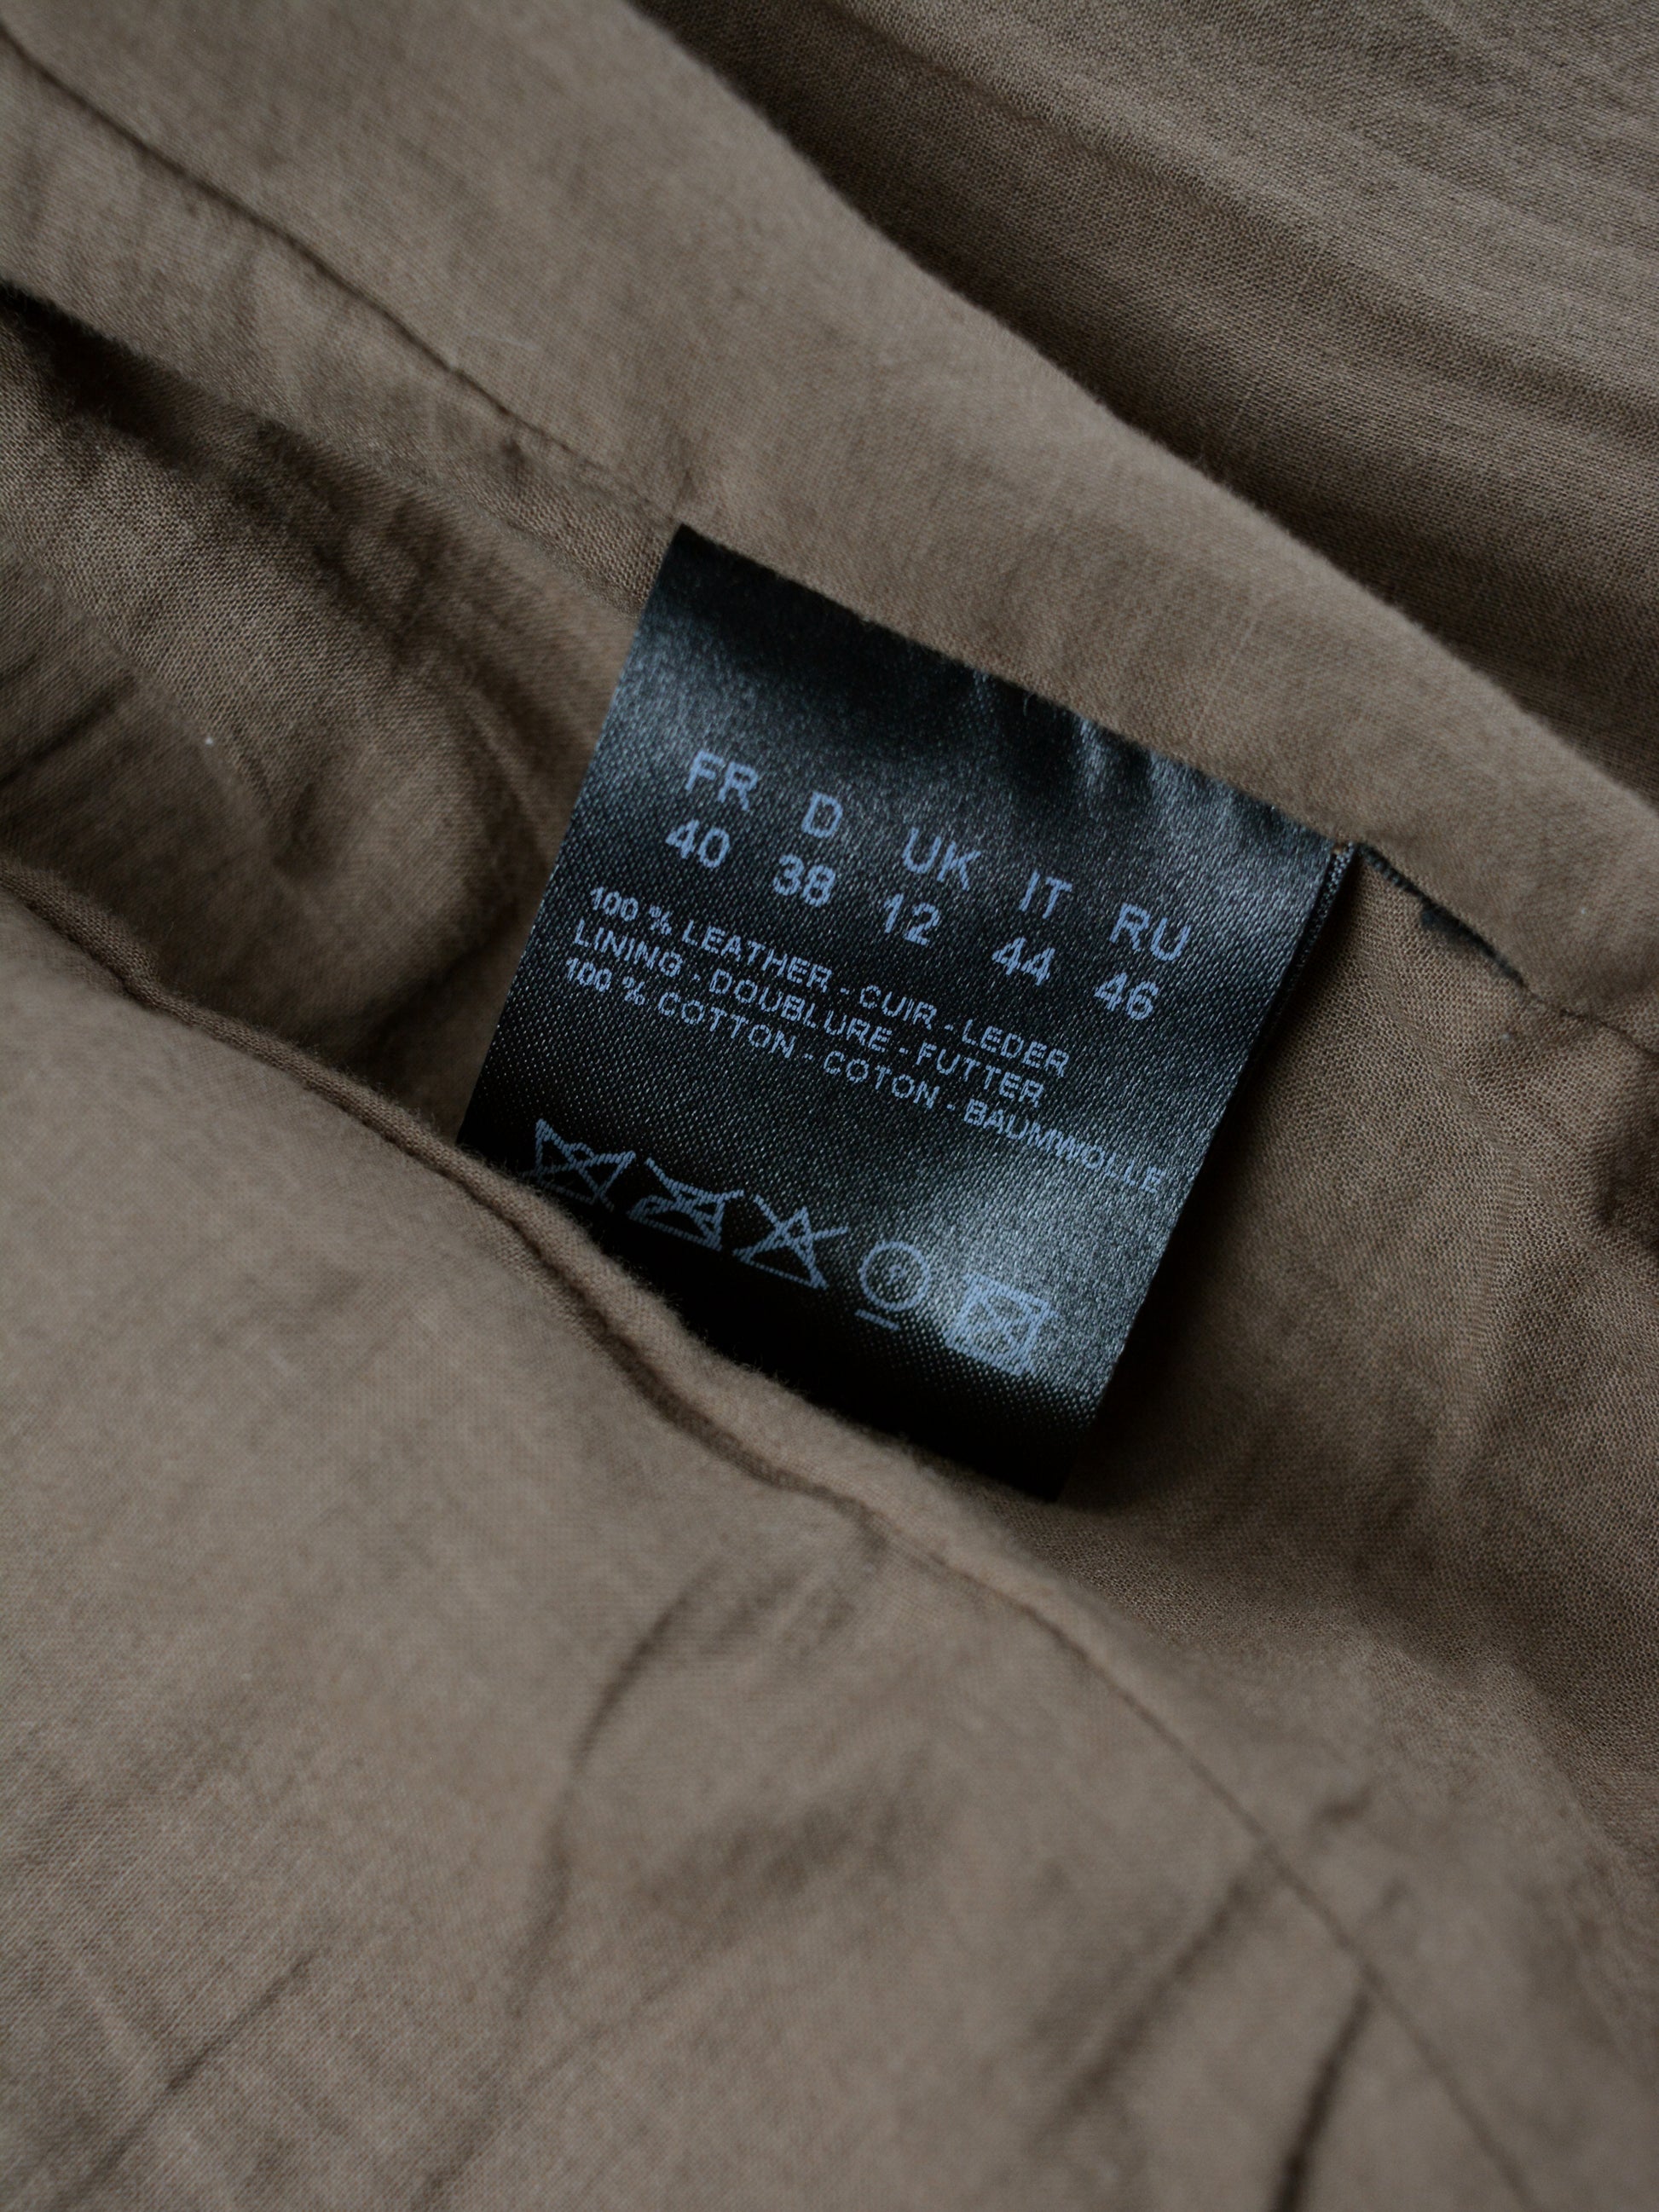 FR D UK IT RU
40 38 12 44 46
100 % LEATHER - CUIR - LEDER
LINING - DOUBLURE - FUTTER
100 % COTTON - COTON - BAUMWOLLE